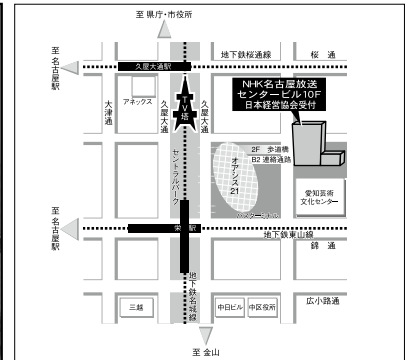 至 県庁・市役所
地下鉄桜通線
桜 通
至 名古屋駅
久屋大通駅
アネックス
大津通
久屋大通
TV塔
久屋大通
NHK名古屋放送
センタービル10F
日本経営協会受付
2F 歩道橋
B2 連絡通路
セントラルパーク
オアシス21
愛知芸術
文化センター
バスターミナル
至 名古屋駅
栄 駅
地下鉄東山線
錦 通
地下鉄名城線
三越
中日ビル
中区役所
広小路通
至 金山